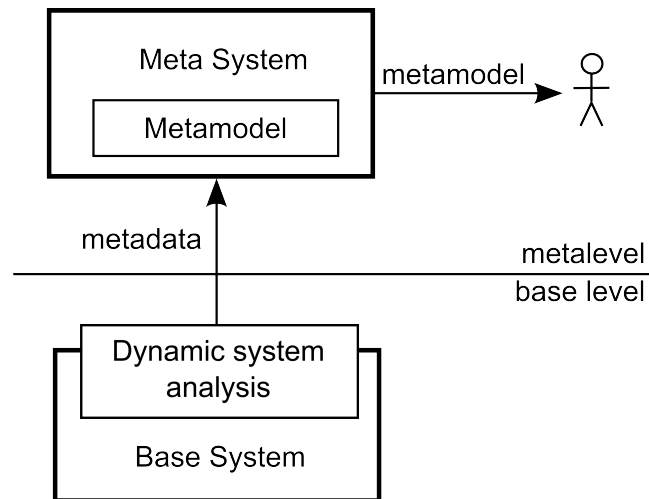 Meta System
metamodel
Metamodel
metadata
metalevel
base level
Dynamic system
analysis
Base System